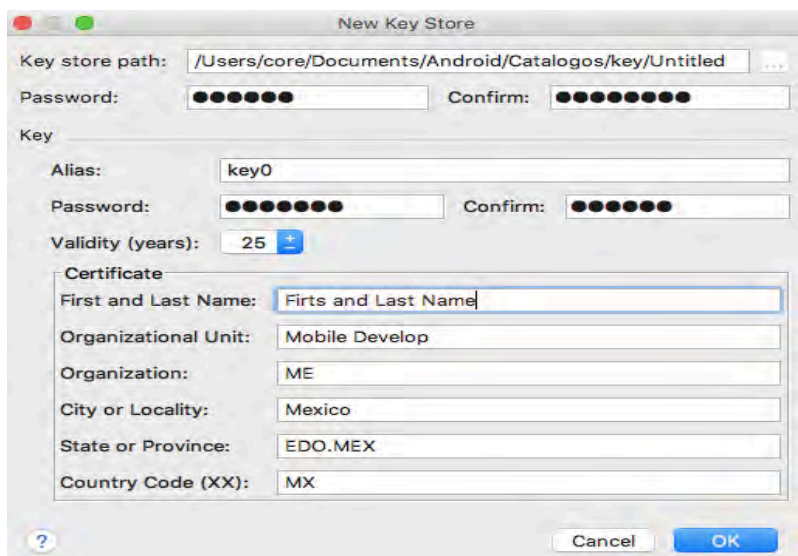 New Key Store
Key store path: /Users/core/Documents/Android/Catalogos/key/Untitled ...
Password: ●●●●●● Confirm: ●●●●●●●●
Key
Alias: key0
Password: ●●●●●●● Confirm: ●●●●●●
Validity (years): 25
Certificate
First and Last Name: Firts and Last Name
Organizational Unit: Mobile Develop
Organization: ME
City or Locality: Mexico
State or Province: EDO.MEX
Country Code (XX): MX
? Cancel OK